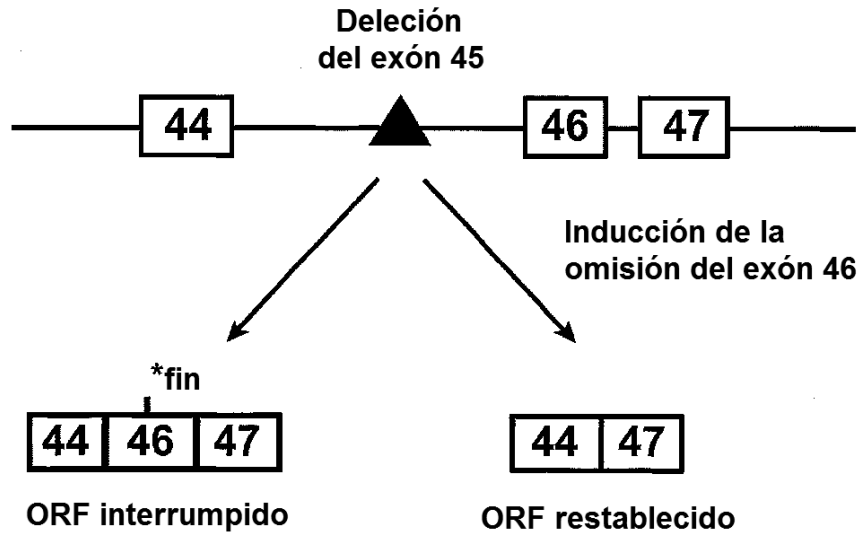 Deleción
del exón 45
44
46
47
Inducción de la
omisión del exón 46
*fin
44 46 47
44 47
ORF interrumpido
ORF restablecido